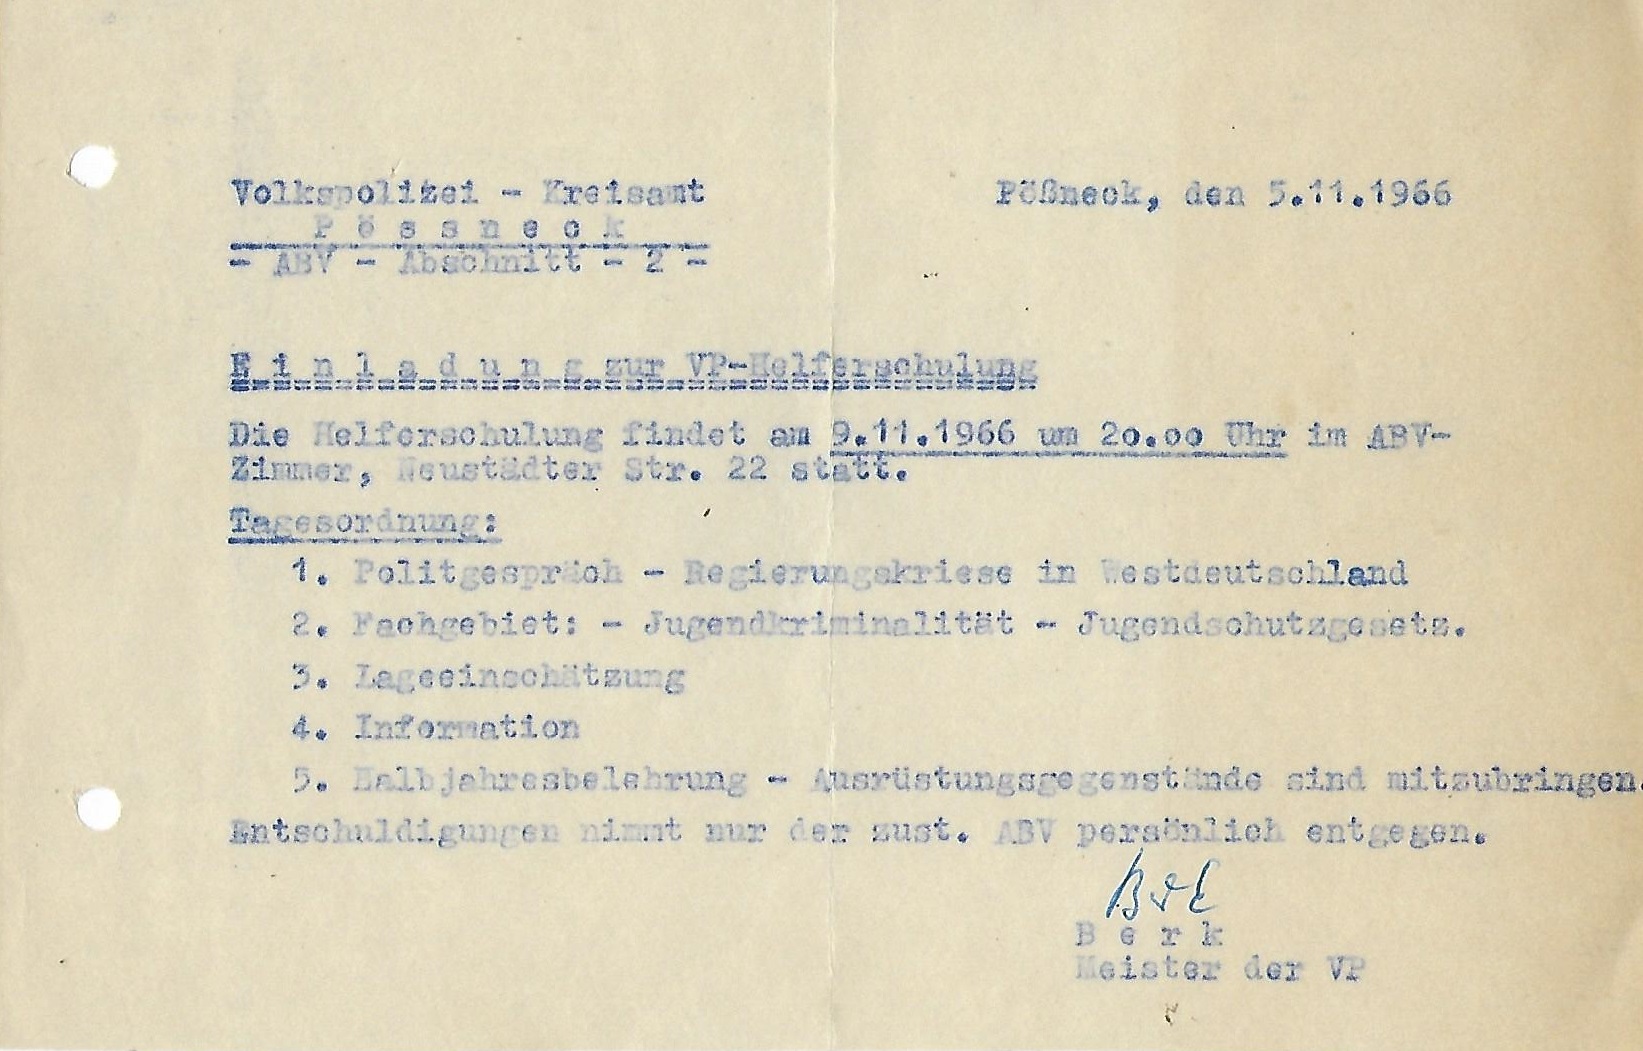 Volkspolizei - Kreisamt
P ö s s n e c k
- ABV - Abschnitt - 2 -
Pößneck, den 5.11.1966
E i n l a d u n g zur VP-Helferschulung
Die Helferschulung findet am 9.11.1966 um 20.00 Uhr im ABV-
Zimmer, Neustädter Str. 22 statt.
Tagesordnung:
1. Politgespräch - Regierungskriese in Westdeutschland
2. Fachgebiet: - Jugendkriminalität - Jugendschutzgesetz.
3. Lageeinschätzung
4. Information
5. Halbjahresbelehrung - Ausrüstungsgegenstände sind mitzubringen.
Entschuldigungen nimmt nur der zust. ABV persönlich entgegen.
B e r k
Meister der VP